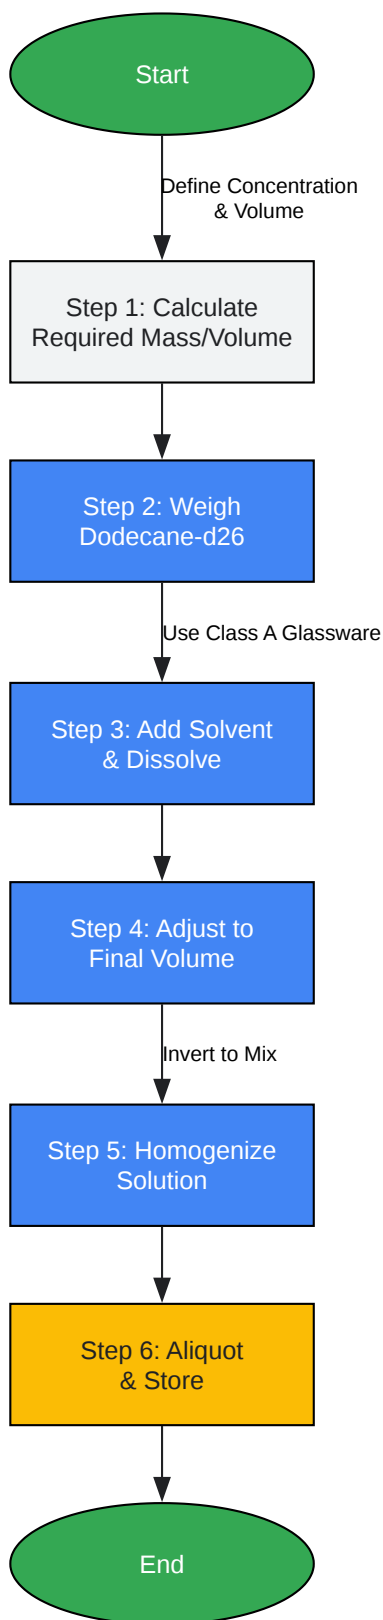 Start
Define Concentration
& Volume
Step 1: Calculate
Required Mass/Volume
Step 2: Weigh
Dodecane-d26
Use Class A Glassware
Step 3: Add Solvent
& Dissolve
Step 4: Adjust to
Final Volume
Invert to Mix
Step 5: Homogenize
Solution
Step 6: Aliquot
& Store
End